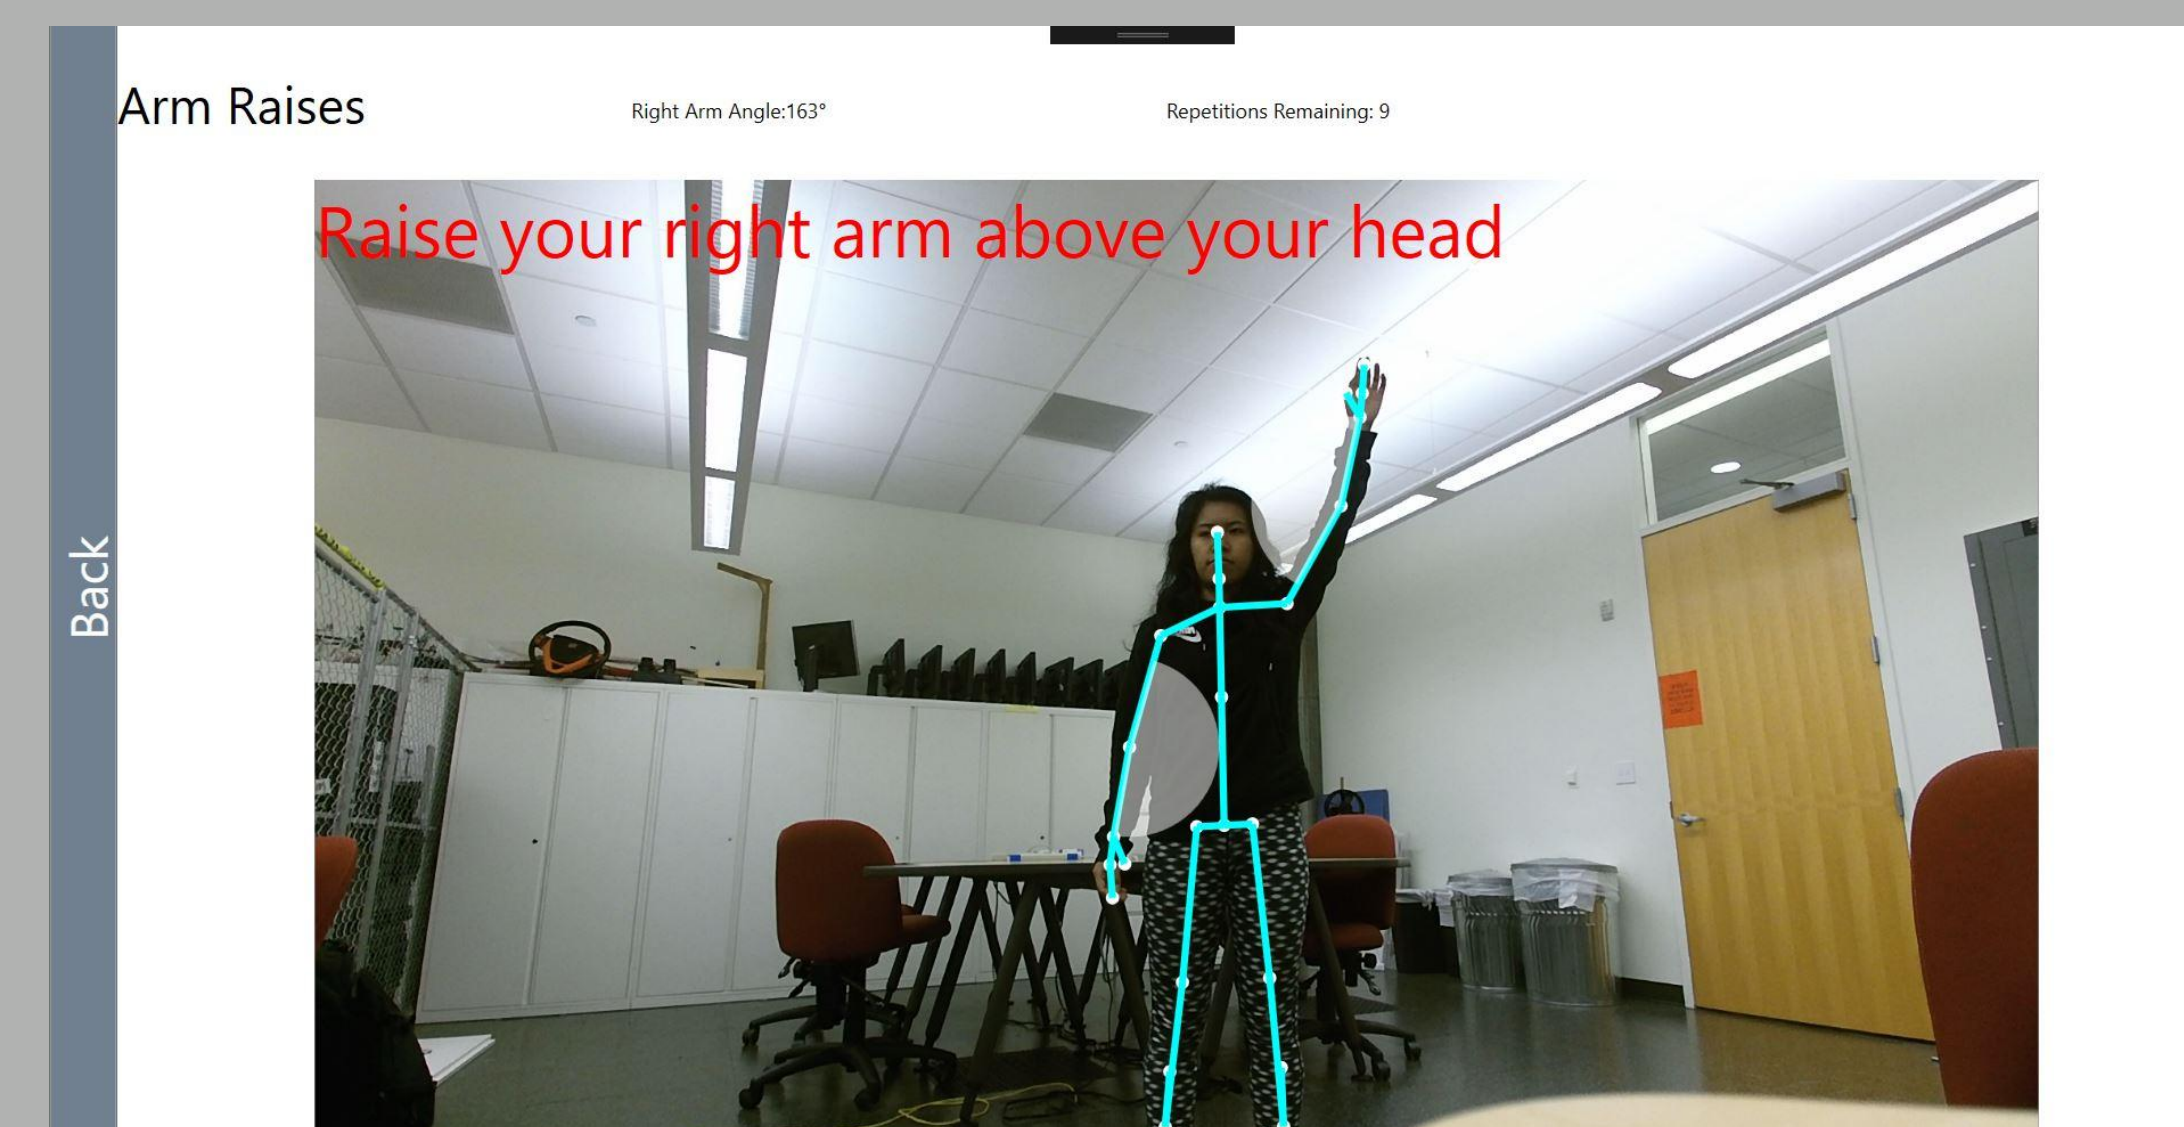 Arm Raises
Right Arm Angle:163°
Repetitions Remaining: 9
Raise your right arm above your head
Back